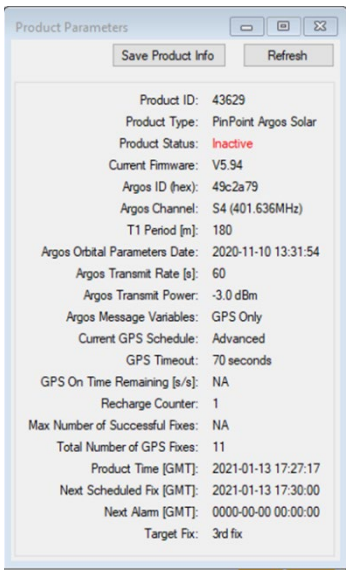 Product Parameters
Save Product Info Refresh
Product ID: 43629
Product Type: PinPoint Argos Solar
Product Status: Inactive
Current Firmware: V5.94
Argos ID (hex): 49c2a79
Argos Channel: S4 (401.636MHz)
T1 Period [m]: 180
Argos Orbital Parameters Date: 2020-11-10 13:31:54
Argos Transmit Rate [s]: 60
Argos Transmit Power: -3.0 dBm
Argos Message Variables: GPS Only
Current GPS Schedule: Advanced
GPS Timeout: 70 seconds
GPS On Time Remaining [s/s]: NA
Recharge Counter: 1
Max Number of Successful Fixes: NA
Total Number of GPS Fixes: 11
Product Time [GMT]: 2021-01-13 17:27:17
Next Scheduled Fix [GMT]: 2021-01-13 17:30:00
Next Alarm [GMT]: 0000-00-00 00:00:00
Target Fix: 3rd fix